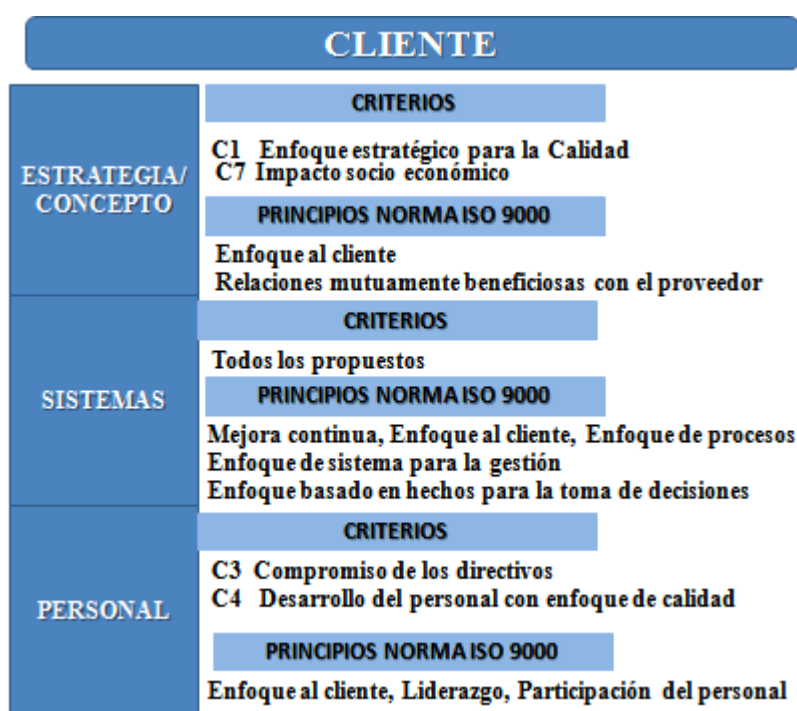 CLIENTE
ESTRATEGIA/
CONCEPTO
CRITERIOS
C1 Enfoque estratégico para la Calidad
C7 Impacto socio económico
PRINCIPIOS NORMA ISO 9000
Enfoque al cliente
Relaciones mutuamente beneficiosas con el proveedor
SISTEMAS
CRITERIOS
Todos los propuestos
PRINCIPIOS NORMA ISO 9000
Mejora continua, Enfoque al cliente, Enfoque de procesos
Enfoque de sistema para la gestión
Enfoque basado en hechos para la toma de decisiones
PERSONAL
CRITERIOS
C3 Compromiso de los directivos
C4 Desarrollo del personal con enfoque de calidad
PRINCIPIOS NORMA ISO 9000
Enfoque al cliente, Liderazgo, Participación del personal